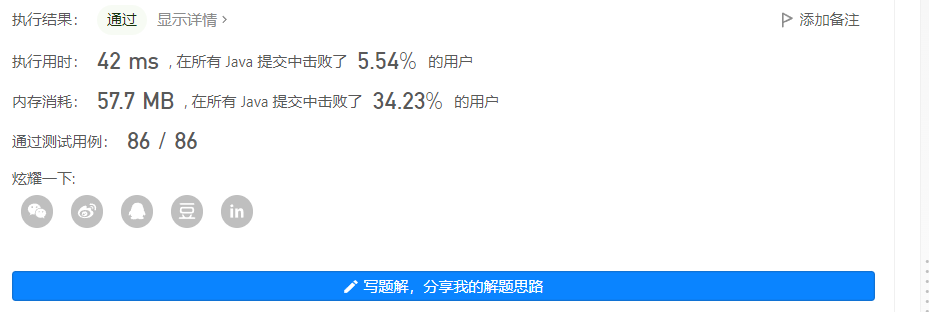 执行结果： 通过 显示详情 › 添加备注
执行用时： 42 ms , 在所有 Java 提交中击败了 5.54% 的用户
内存消耗： 57.7 MB , 在所有 Java 提交中击败了 34.23% 的用户
通过测试用例： 86 / 86
炫耀一下:
豆 in
写题解，分享我的解题思路